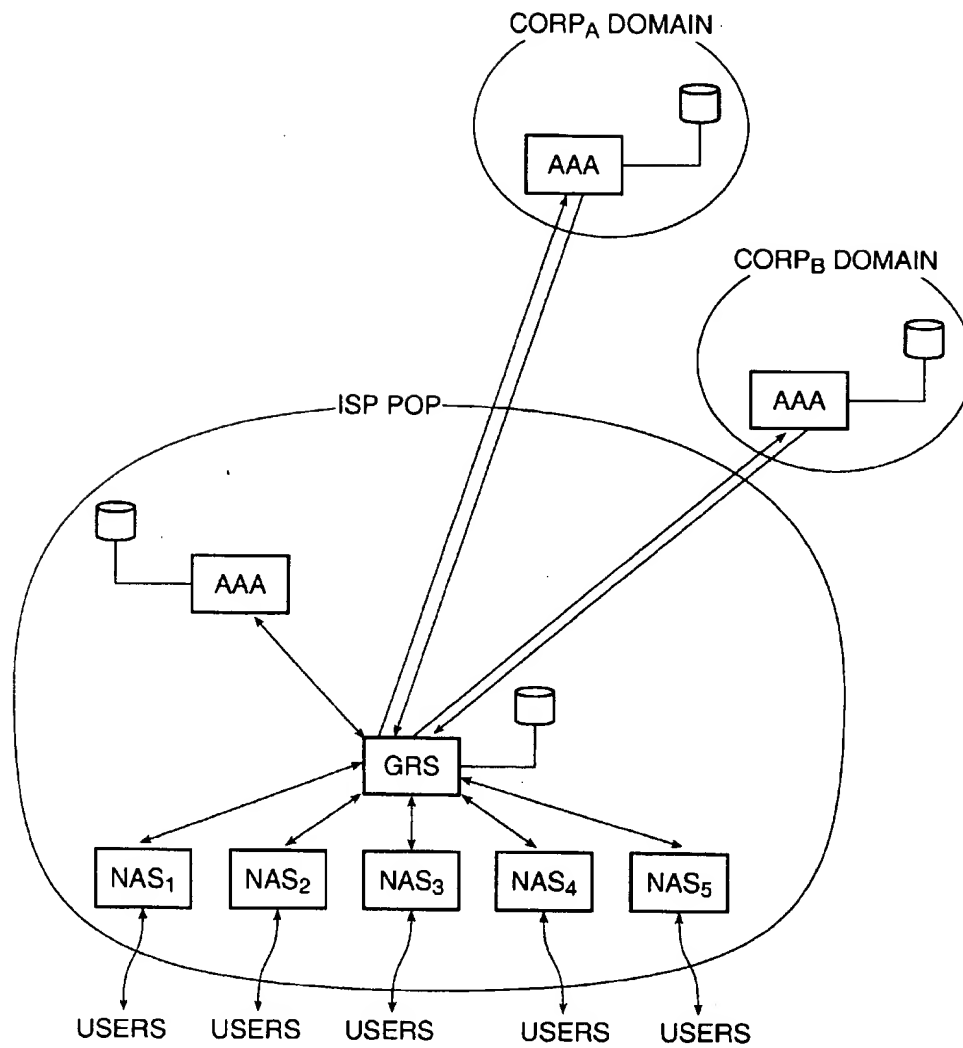 CORPA DOMAIN
AAA
CORPB DOMAIN
AAA
ISP POP
AAA
GRS
NAS1 NAS2 NAS3 NAS4 NAS5
USERS USERS USERS USERS USERS